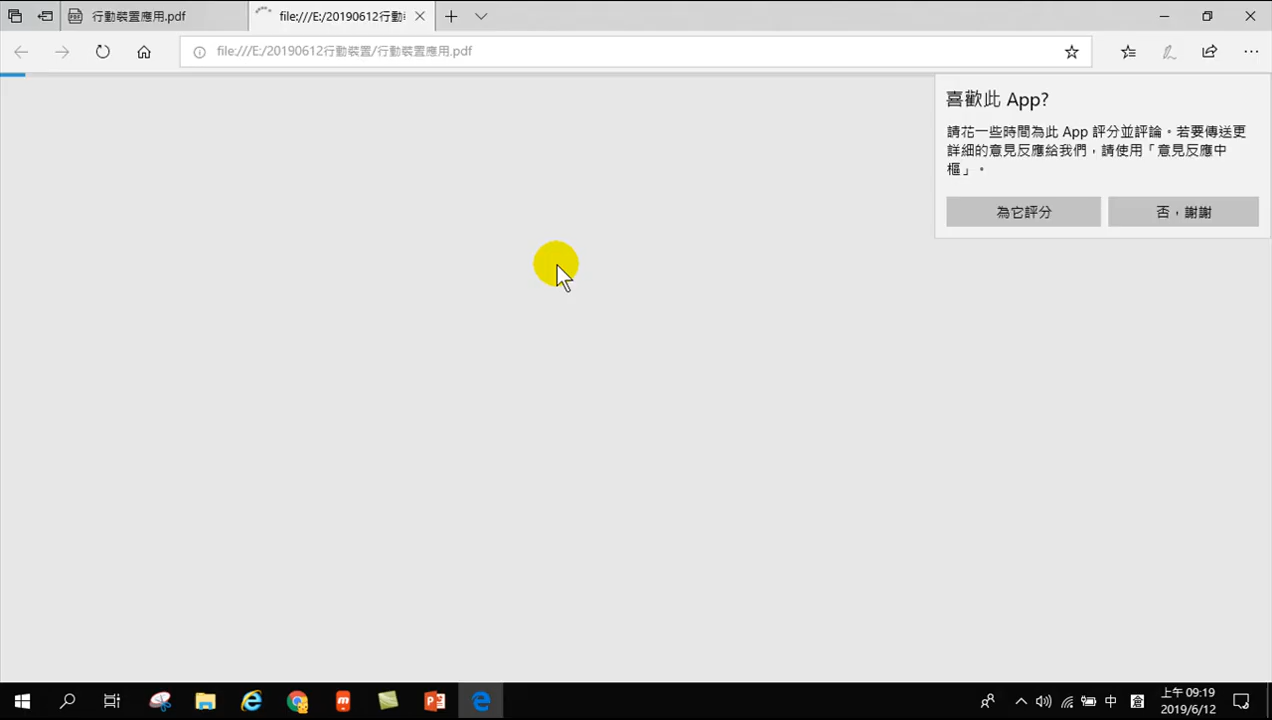 行動裝置應用.pdf
file:///E:/20190612行動
file:///E:/20190612行動裝置/行動裝置應用.pdf
喜歡此 App?
請花一些時間為此 App 評分並評論。若要傳送更
詳細的意見反應給我們，請使用「意見反應中
樞」。
為它評分
否，謝謝
中
倉
上午 09:19
2019/6/12